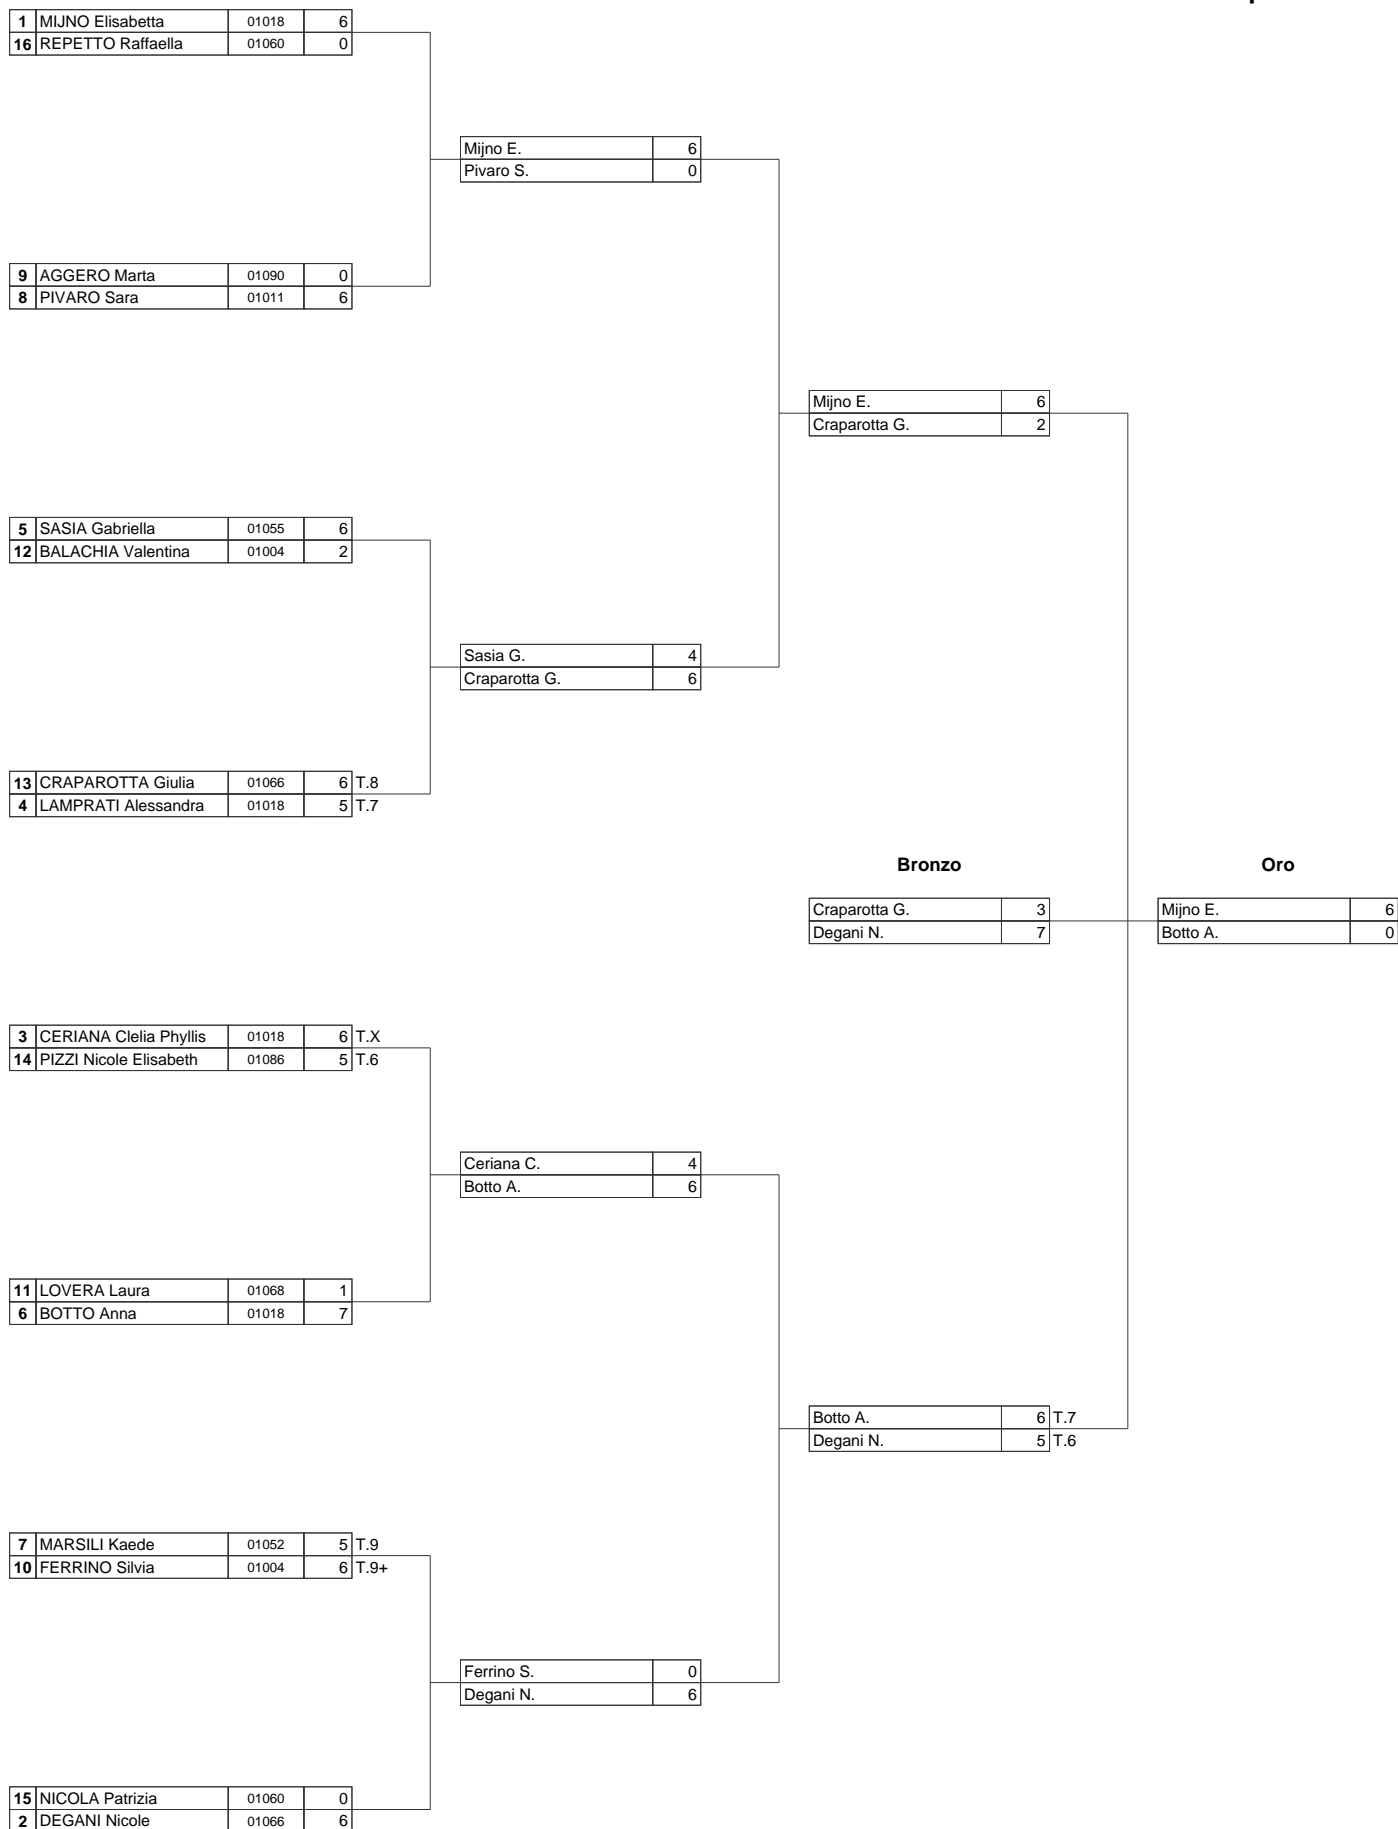 1 MIJNO Elisabetta 01018 6
16 REPETTO Raffaella 01060 0
Mijno E. 6
Pivaro S. 0
9 AGGERO Marta 01090 0
8 PIVARO Sara 01011 6
Mijno E. 6
Craparotta G. 2
5 SASIA Gabriella 01055 6
12 BALACHIA Valentina 01004 2
Sasia G. 4
Craparotta G. 6
13 CRAPAROTTA Giulia 01066 6 T.8
4 LAMPRATI Alessandra 01018 5 T.7
Bronzo Oro
Craparotta G. 3 Mijno E. 6
Degani N. 7 Botto A. 0
3 CERIANA Clelia Phyllis 01018 6 T.X
14 PIZZI Nicole Elisabeth 01086 5 T.6
Ceriana C. 4
Botto A. 6
11 LOVERA Laura 01068 1
6 BOTTO Anna 01018 7
Botto A. 6 T.7
Degani N. 5 T.6
7 MARSILI Kaede 01052 5 T.9
10 FERRINO Silvia 01004 6 T.9+
Ferrino S. 0
Degani N. 6
15 NICOLA Patrizia 01060 0
2 DEGANI Nicole 01066 6